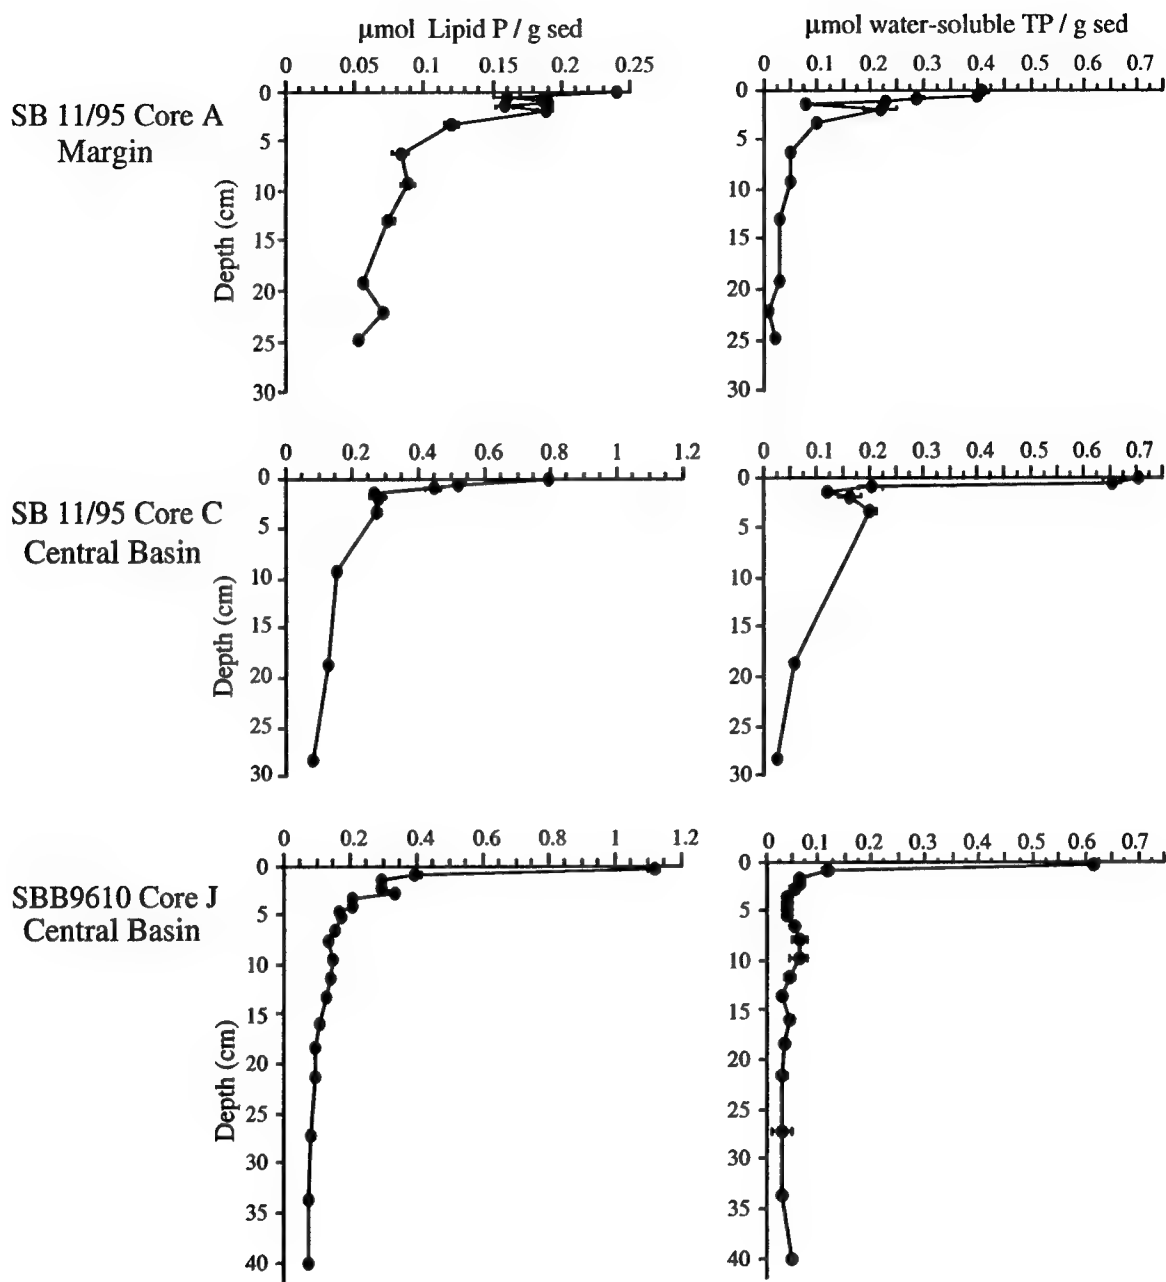 μmol Lipid P / g sed
μmol water-soluble TP / g sed
0 0.05 0.1 0.15 0.2 0.25
0 0.1 0.2 0.3 0.4 0.5 0.6 0.7
SB 11/95 Core A
Margin
Depth (cm)
0
5
10
15
20
25
30
0
5
10
15
20
25
30
0 0.2 0.4 0.6 0.8 1 1.2
0 0.1 0.2 0.3 0.4 0.5 0.6 0.7
SB 11/95 Core C
Central Basin
Depth (cm)
0
5
10
15
20
25
30
0
5
10
15
20
25
30
0 0.2 0.4 0.6 0.8 1 1.2
0 0.1 0.2 0.3 0.4 0.5 0.6 0.7
SBB9610 Core J
Central Basin
Depth (cm)
0
5
10
15
20
25
30
35
40
0
5
10
15
20
25
30
35
40